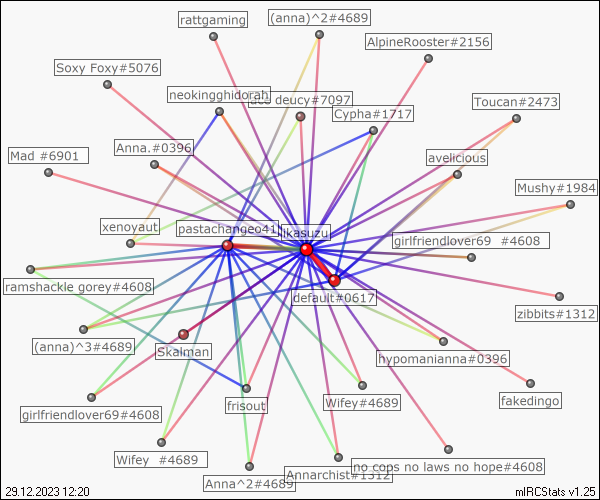 rattgaming
(anna)^2#4689
AlpineRooster#2156
Soxy Foxy#5076
neokingghidorah
deucy#7097
Cypha#1717
Toucan#2473
Mad #6901
Anna.#0396
avelicious
Mushy#1984
xenoyaut
pastachangeo41
jikasuzu
girlfriendlover69 #4608
ramshackle gorey#4608
default#0617
zibbits#1312
(anna)^3#4689
Skalman
hypomanianna#0396
girlfriendlover69#4608
frisout
Wifey#4689
fakedingo
Wifey #4689
Anna^2#4689
Annarchist#1312
no cops no laws no hope#4608
29.12.2023 12:20
mIRCStats v1.25